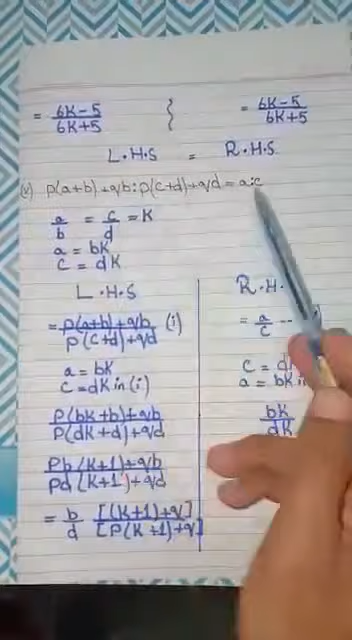 = 6K-5 / 6K+5 } = 6K-5 / 6K+5
L.H.S = R.H.S.
(v) p(a+b)+qb:p(c+d)+qd=a:c
a/b = c/d = K
a = bK
c = dK
L.H.S
= p(a+b)+qb / p(c+d)+qd (i)
a = bK
c = dK in (i)
p(bK+b)+qb / p(dK+d)+qd
pb(K+1)+qb / pd(K+1)+qd
= b/d [(K+1)+q] / [p(K+1)+q]
R.H.
= a/c
c = d
a = bK in
bK / dK